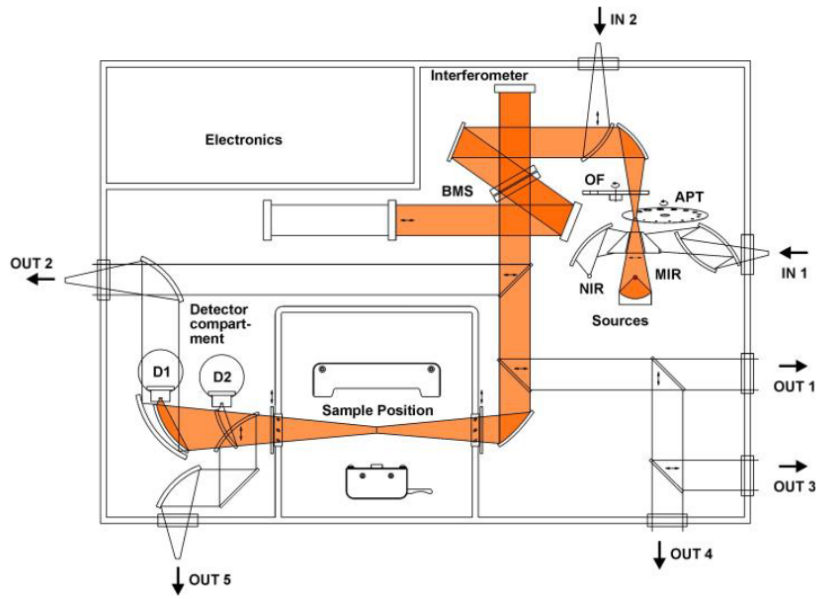 IN 2
Interferometer
Electronics
OF
BMS
APT
OUT 2
IN 1
NIR
MIR
Detector
compart-
ment
Sources
D1
D2
OUT 1
Sample Position
OUT 3
OUT 4
OUT 5